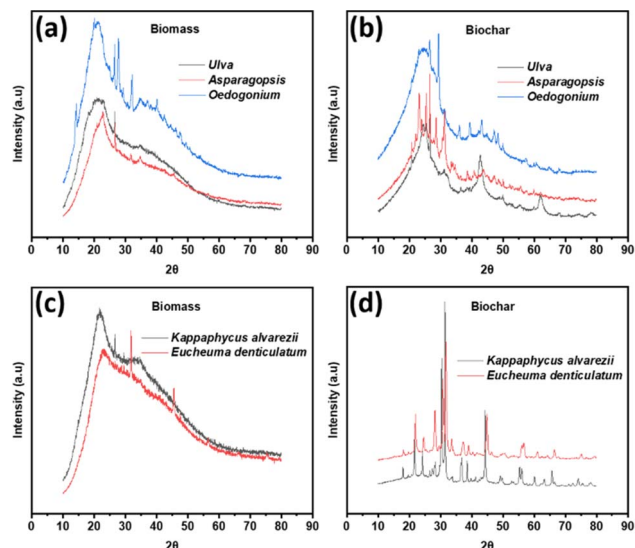 (a)
Biomass
Ulva
Asparagopsis
Oedogonium
Intensity (a.u)
0 10 20 30 40 50 60 70 80 90
2θ
(b)
Biochar
Ulva
Asparagopsis
Oedogonium
Intensity (a.u)
0 10 20 30 40 50 60 70 80 90
2θ
(c)
Biomass
Kappaphycus alvarezii
Eucheuma denticulatum
Intensity (a.u)
0 10 20 30 40 50 60 70 80 90
2θ
(d)
Biochar
Kappaphycus alvarezii
Eucheuma denticulatum
Intensity (a.u)
0 10 20 30 40 50 60 70 80 90
2θ